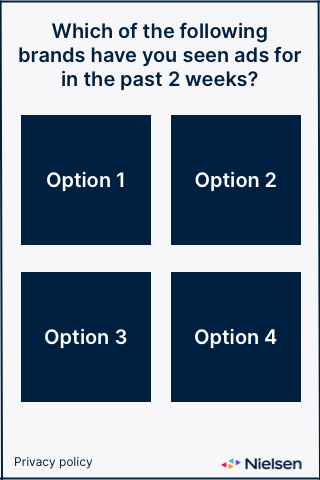 Which of the following
brands have you seen ads for
in the past 2 weeks?
Option 1
Option 2
Option 3
Option 4
Privacy policy
Nielsen